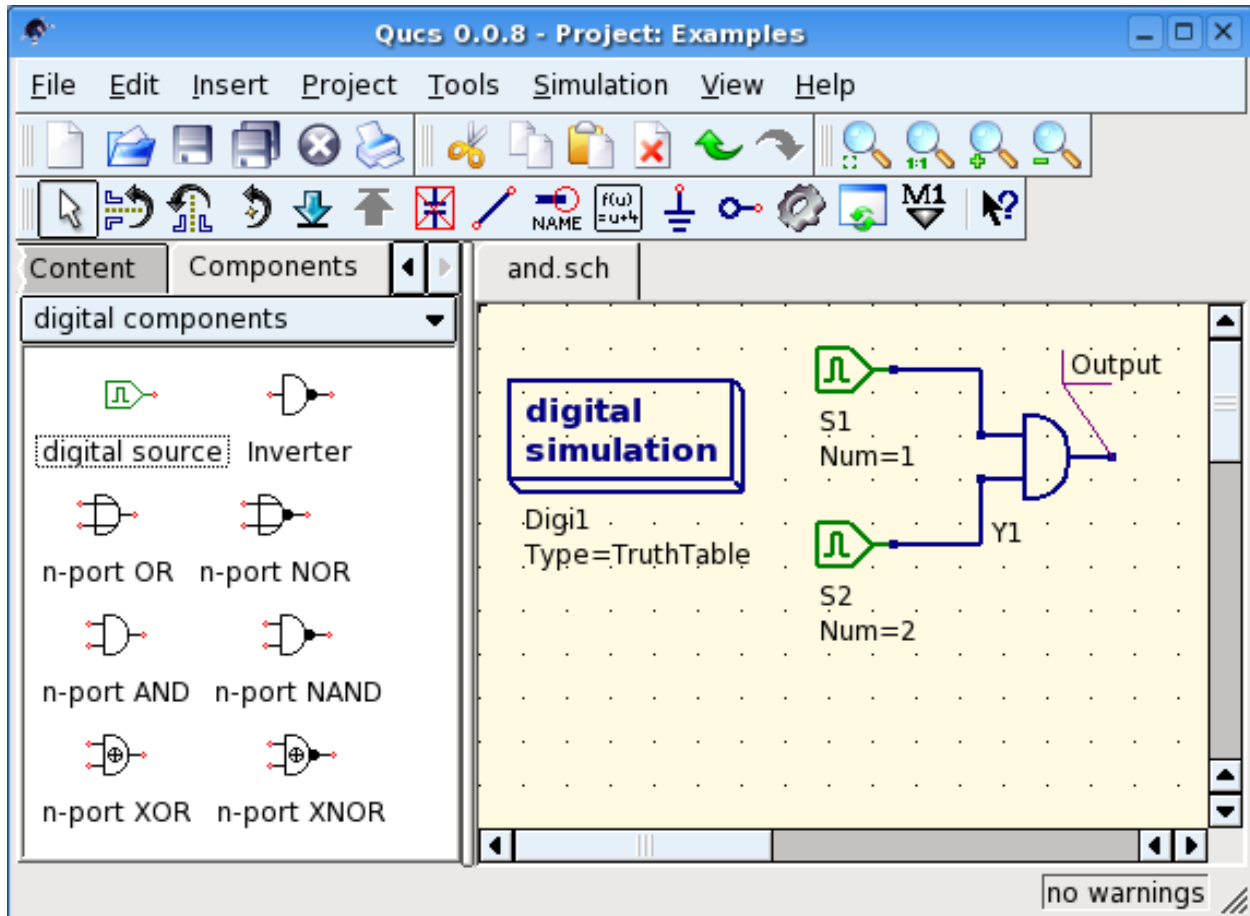 Qucs 0.0.8 - Project: Examples
File Edit Insert Project Tools Simulation View Help
1:1
NAME
f(u)
=u+4
M1
?
Content Components
and.sch
digital components
digital source Inverter
n-port OR n-port NOR
n-port AND n-port NAND
n-port XOR n-port XNOR
digital
simulation
Digi1
Type=TruthTable
S1
Num=1
S2
Num=2
Y1
Output
no warnings